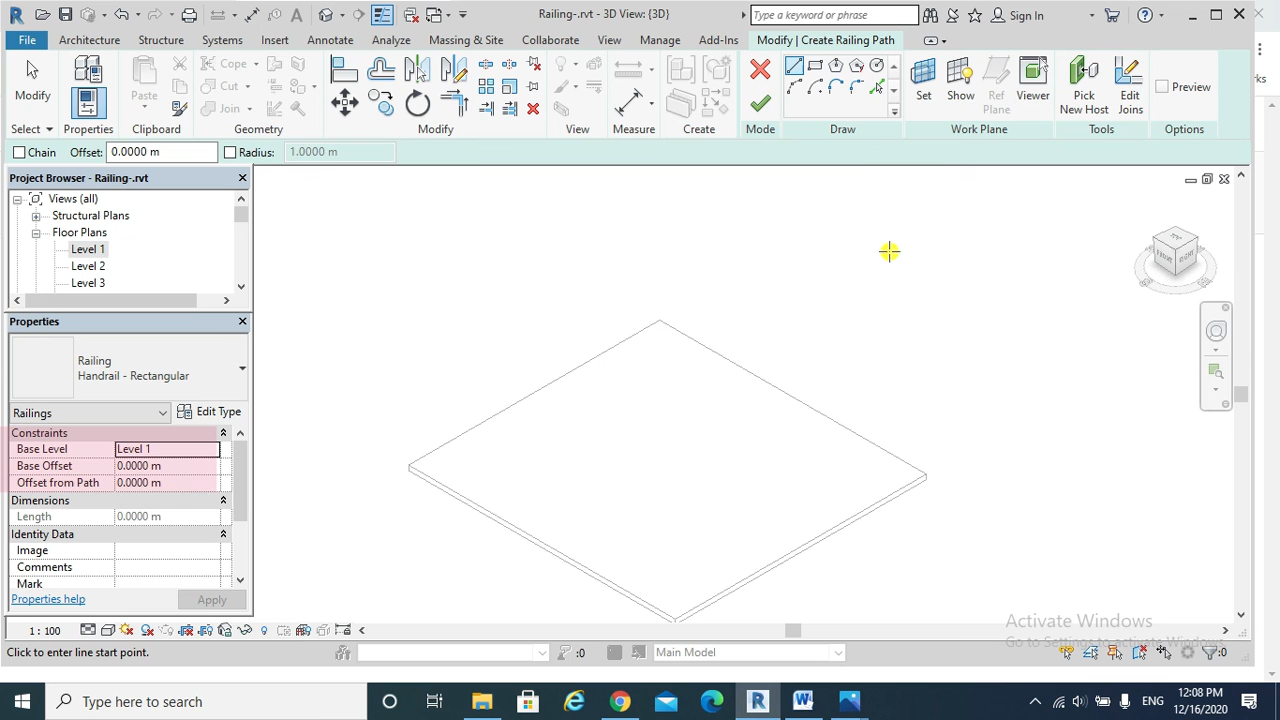 Railing-.rvt - 3D View: {3D}
Type a keyword or phrase
Sign In
File
Architecture
Structure
Systems
Insert
Annotate
Analyze
Massing & Site
Collaborate
View
Manage
Add-Ins
Modify | Create Railing Path
Modify
Paste
Cope
Cut
Join
Set
Show
Ref
Plane
Viewer
Pick
New Host
Edit
Joins
Preview
Select
Properties
Clipboard
Geometry
Modify
View
Measure
Create
Mode
Draw
Work Plane
Tools
Options
Chain
Offset: 0.0000 m
Radius: 1.0000 m
Project Browser - Railing-.rvt
Views (all)
Structural Plans
Floor Plans
Level 1
Level 2
Level 3
FRONT
RIGHT
Properties
Railing
Handrail - Rectangular
Railings
Edit Type
Constraints
Base Level Level 1
Base Offset 0.0000 m
Offset from Path 0.0000 m
Dimensions
Length 0.0000 m
Identity Data
Image
Comments
Mark
Properties help
Apply
1 : 100
Activate Windows
Go to Settings to activate Windows.
Click to enter line start point.
:0
Main Model
:0
Type here to search
ENG
12:08 PM
12/16/2020